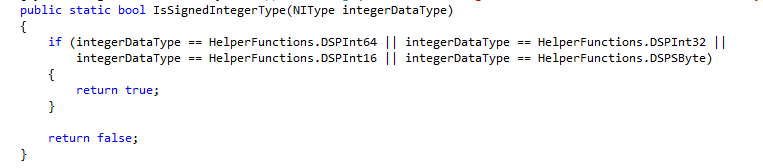 public static bool IsSignedIntegerType(NIType integerDataType)
{
if (integerDataType == HelperFunctions.DSPInt64 || integerDataType == HelperFunctions.DSPInt32 ||
integerDataType == HelperFunctions.DSPInt16 || integerDataType == HelperFunctions.DSPSByte)
{
return true;
}
return false;
}